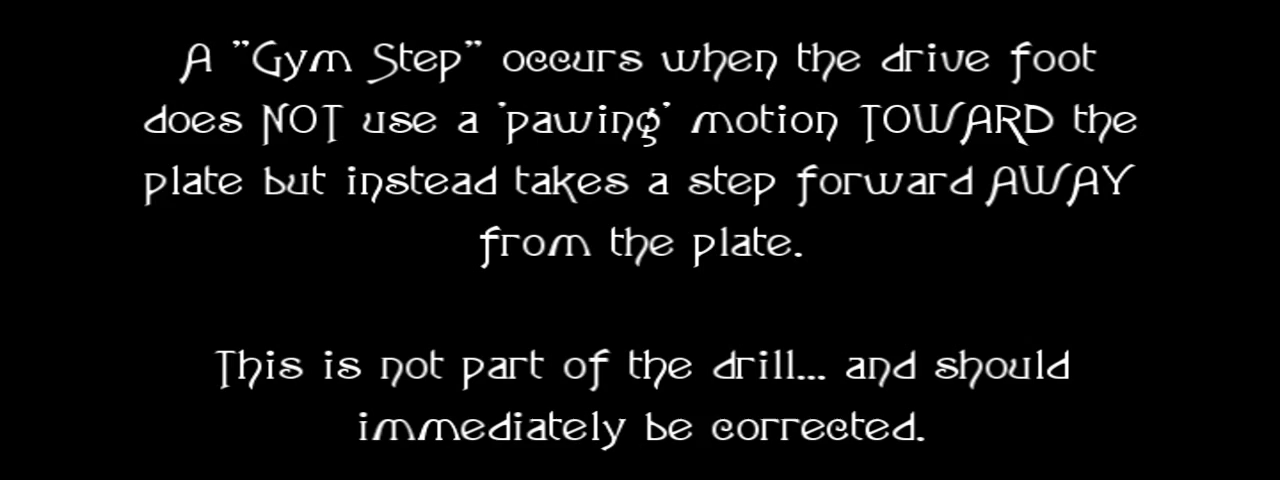 A "Gym Step" occurs when the drive foot
does NOT use a 'pawing' motion TOWARD the
plate but instead takes a step forward AWAY
from the plate.
This is not part of the drill... and should
immediately be corrected.